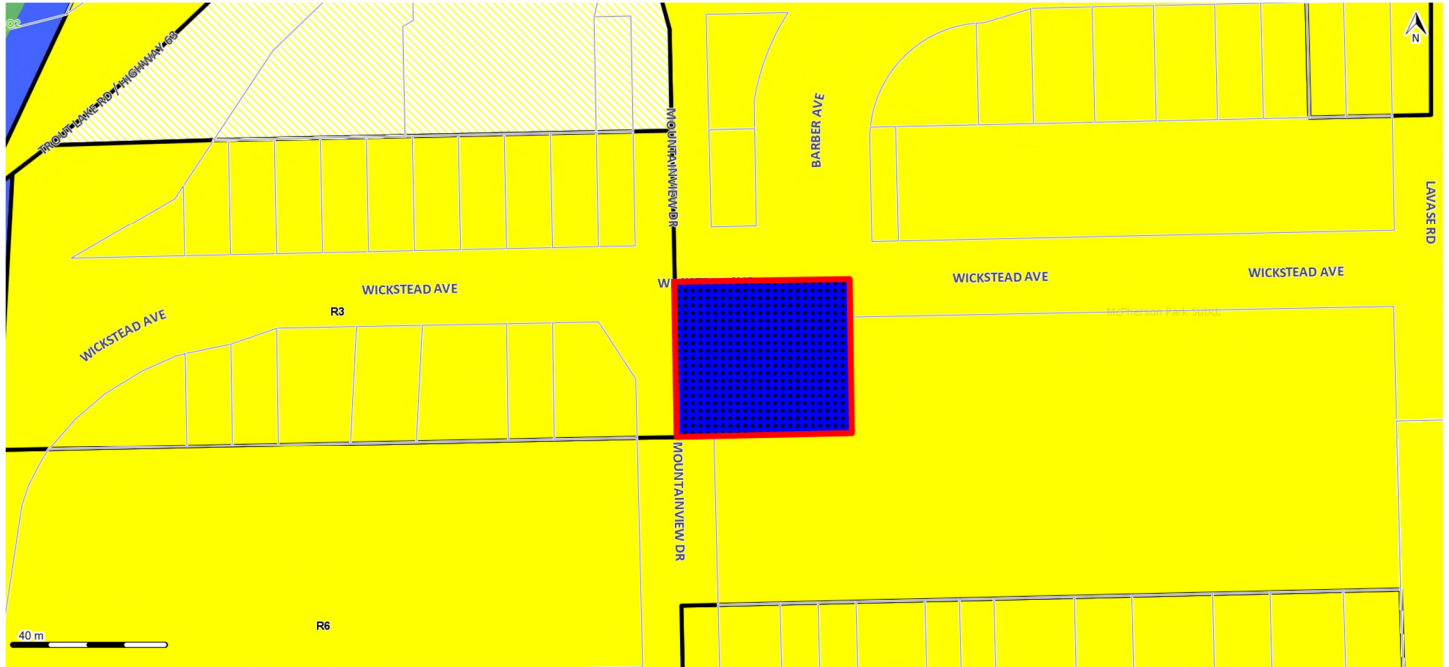 O2
N
TROUT LAKE RD / HIGHWAY 63
MOUNTAINVIEW DR
BARBER AVE
LAVASE RD
WICKSTEAD AVE
WICKSTEAD AVE
WICKSTEAD AVE
WICKSTEAD AVE
R3
McPherson Park Subd.
MOUNTAINVIEW DR
R6
40 m